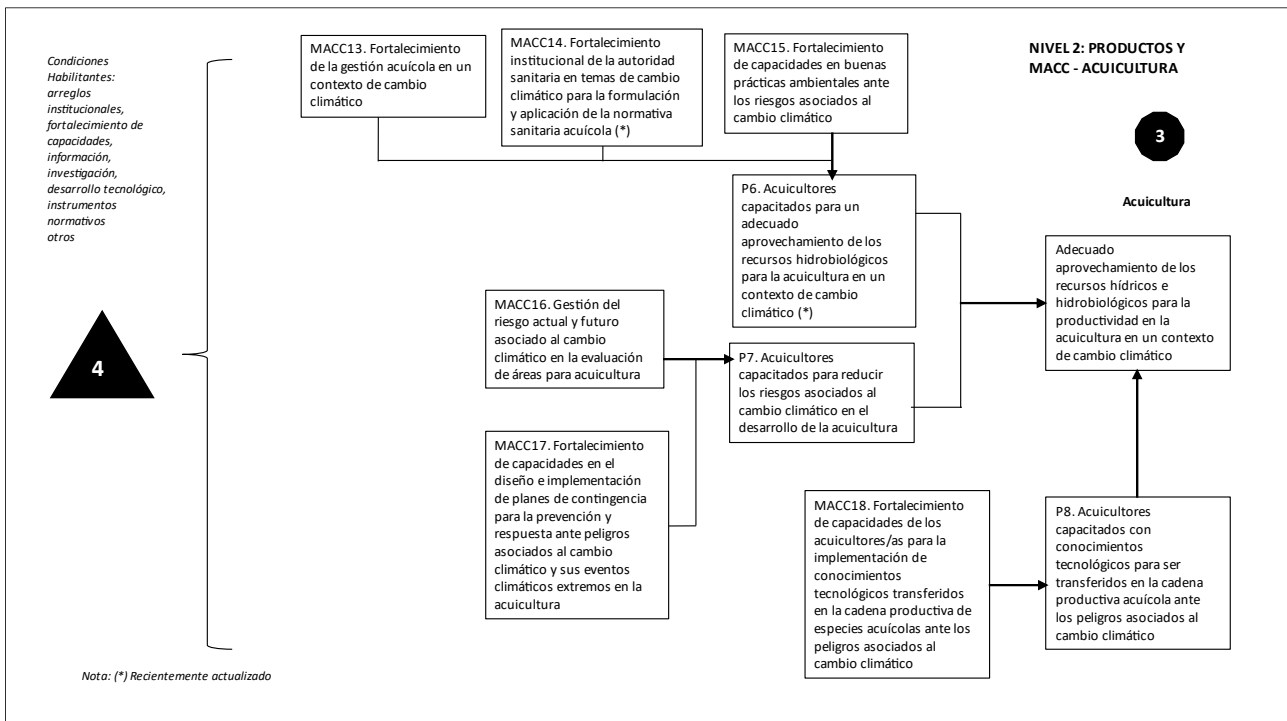 Condiciones
Habilitantes:
arreglos
institucionales,
fortalecimiento de
capacidades,
información,
investigación,
desarrollo tecnológico,
instrumentos
normativos
otros
4
MACC13. Fortalecimiento
de la gestión acuícola en un
contexto de cambio
climático
MACC14. Fortalecimiento
institucional de la autoridad
sanitaria en temas de cambio
climático para la formulación
y aplicación de la normativa
sanitaria acuícola (*)
MACC15. Fortalecimiento
de capacidades en buenas
prácticas ambientales ante
los riesgos asociados al
cambio climático
NIVEL 2: PRODUCTOS Y
MACC - ACUICULTURA
3
Acuicultura
P6. Acuicultores
capacitados para un
adecuado
aprovechamiento de los
recursos hidrobiológicos
para la acuicultura en un
contexto de cambio
climático (*)
Adecuado
aprovechamiento de los
recursos hídricos e
hidrobiológicos para la
productividad en la
acuicultura en un contexto
de cambio climático
MACC16. Gestión del
riesgo actual y futuro
asociado al cambio
climático en la evaluación
de áreas para acuicultura
P7. Acuicultores
capacitados para reducir
los riesgos asociados al
cambio climático en el
desarrollo de la acuicultura
MACC17. Fortalecimiento
de capacidades en el
diseño e implementación
de planes de contingencia
para la prevención y
respuesta ante peligros
asociados al cambio
climático y sus eventos
climáticos extremos en la
acuicultura
MACC18. Fortalecimiento
de capacidades de los
acuicultores/as para la
implementación de
conocimientos
tecnológicos transferidos
en la cadena productiva de
especies acuícolas ante los
peligros asociados al
cambio climático
P8. Acuicultores
capacitados con
conocimientos
tecnológicos para ser
transferidos en la cadena
productiva acuícola ante
los peligros asociados al
cambio climático
Nota: (*) Recientemente actualizado